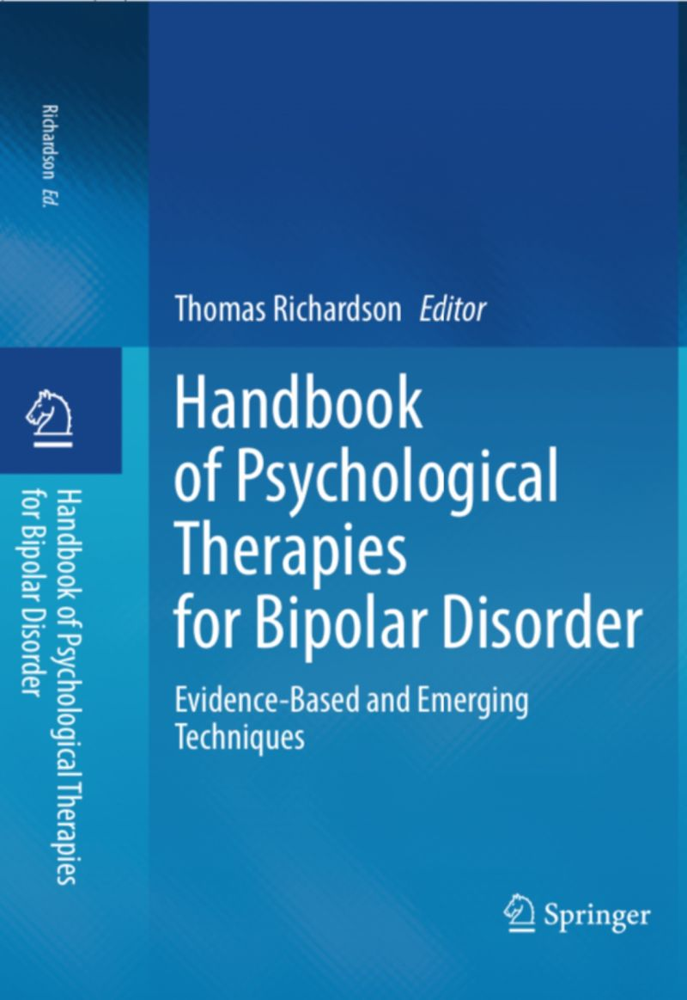 Richardson Ed.
Handbook of Psychological Therapies
for Bipolar Disorder
Thomas Richardson Editor
Handbook
of Psychological
Therapies
for Bipolar Disorder
Evidence-Based and Emerging
Techniques
Springer